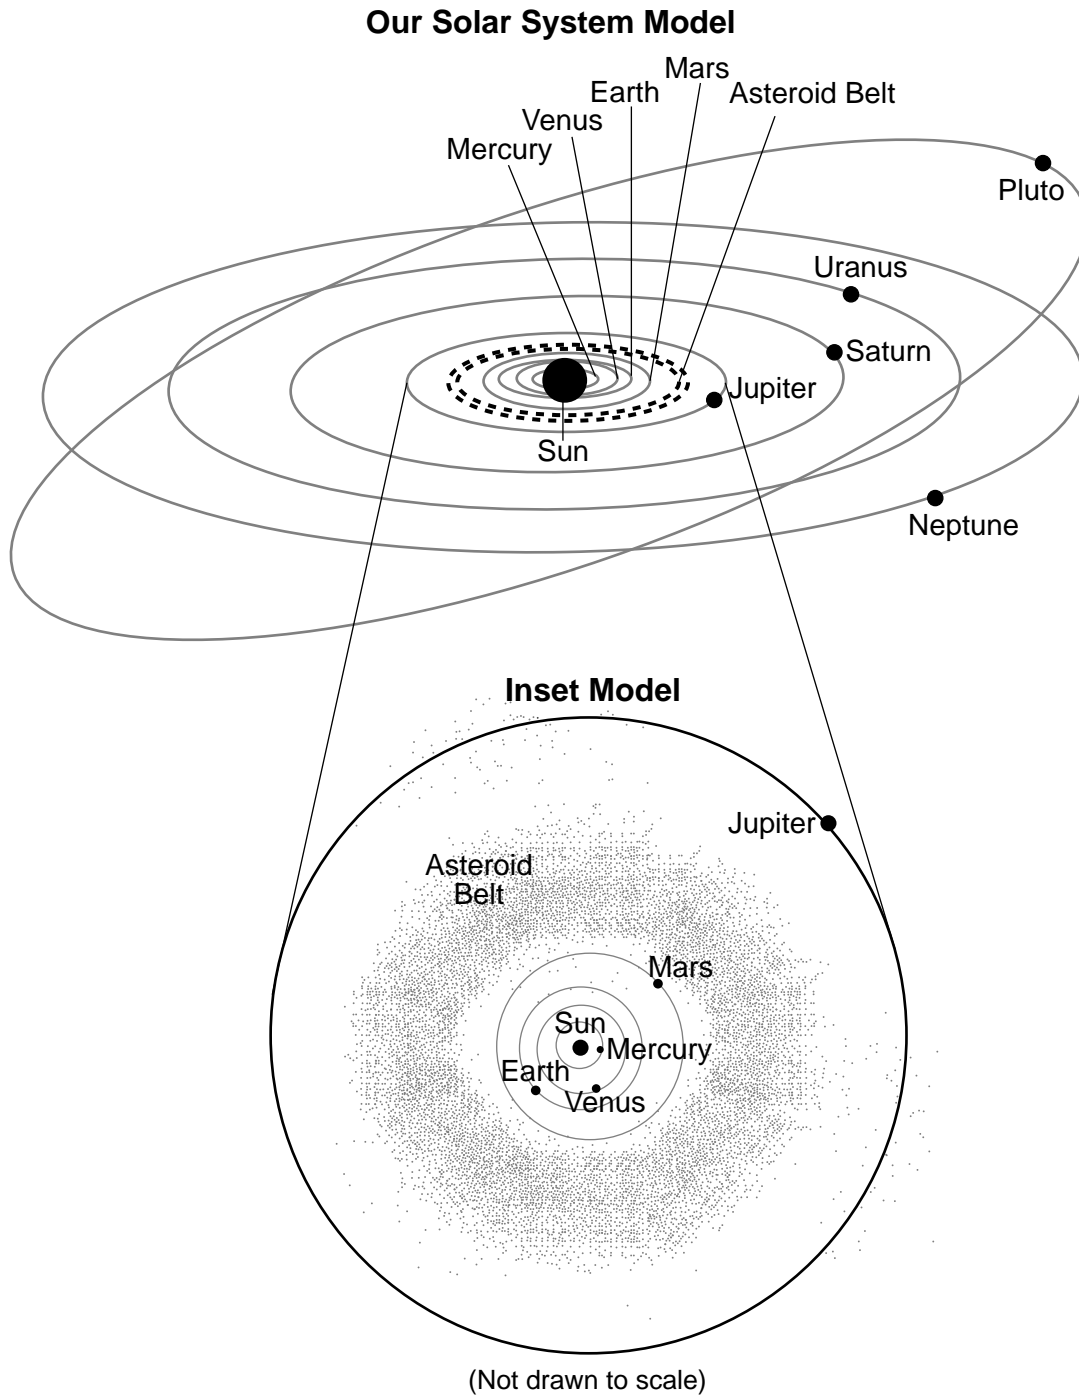 Our Solar System Model
Mars
Earth
Asteroid Belt
Venus
Mercury
Pluto
Uranus
Saturn
Jupiter
Sun
Neptune
Inset Model
Jupiter
Asteroid
Belt
Mars
Sun
Mercury
Earth
Venus
(Not drawn to scale)